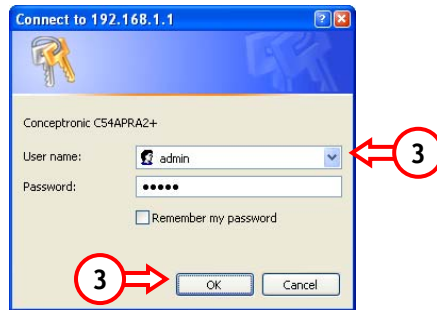 Connect to 192.168.1.1
Conceptronic C54APRA2+
User name: admin
3
Password: •••••
Remember my password
3
OK Cancel